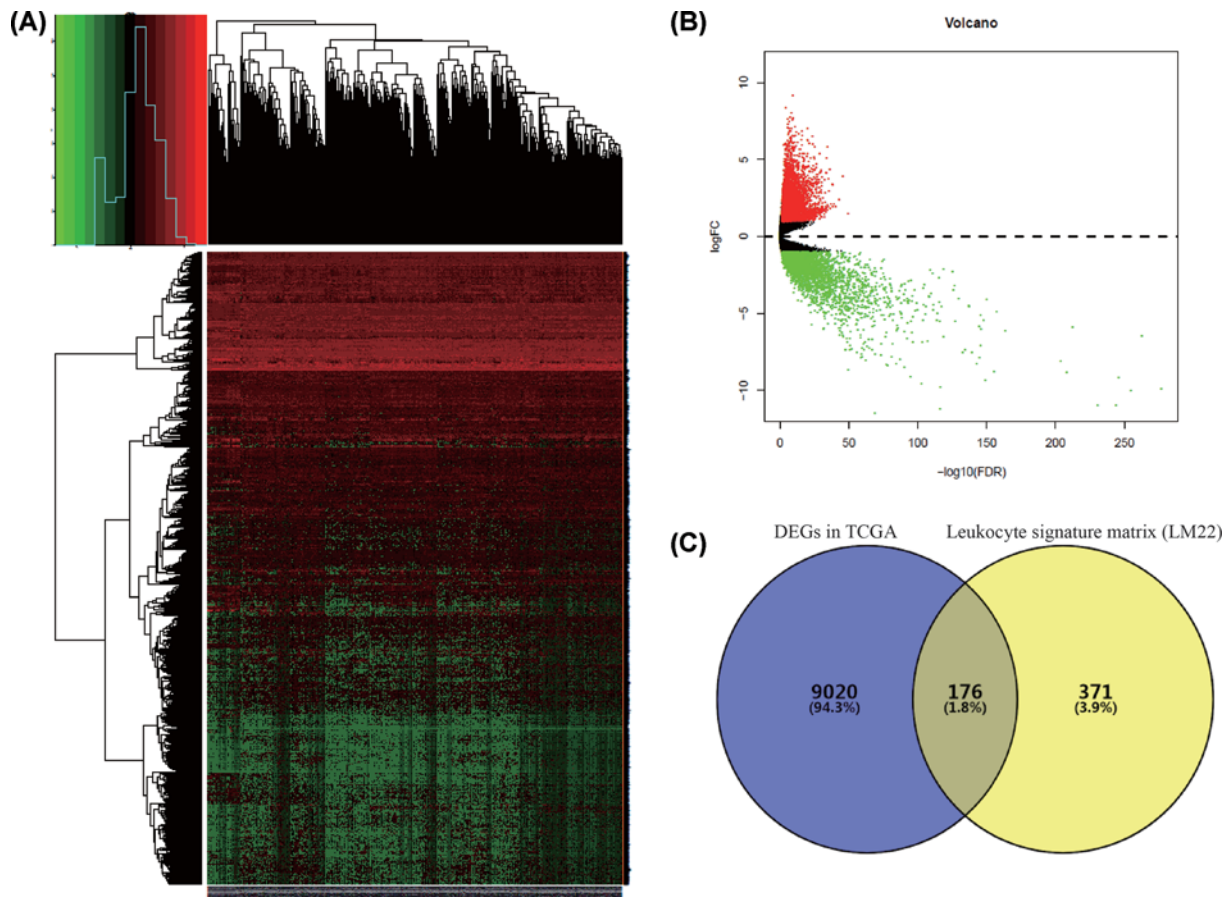 (A)
(B)
Volcano
logFC
10
5
0
−5
−10
0
50
100
150
200
250
−log10(FDR)
(C)
DEGs in TCGA
Leukocyte signature matrix (LM22)
9020
(94.3%)
176
(1.8%)
371
(3.9%)